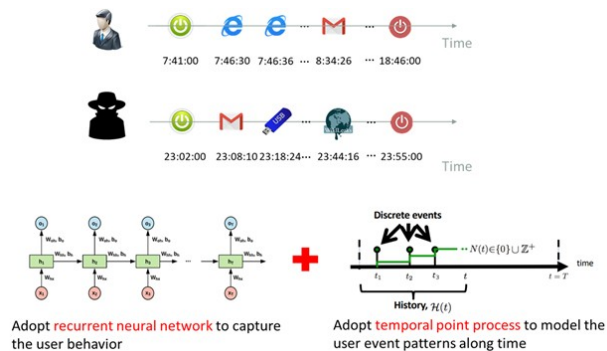 Time
7:41:00 7:46:30 7:46:36 ... 8:34:26 ... 18:46:00
USB
23:02:00 23:08:10 23:18:24... 23:44:16 ... 23:55:00
Time
Discrete events
N(t)∈{0}∪ℤ⁺
time
t₁ t₂ t₃ t t=T
History, ℋ(t)
Adopt recurrent neural network to capture
the user behavior
Adopt temporal point process to model the
user event patterns along time